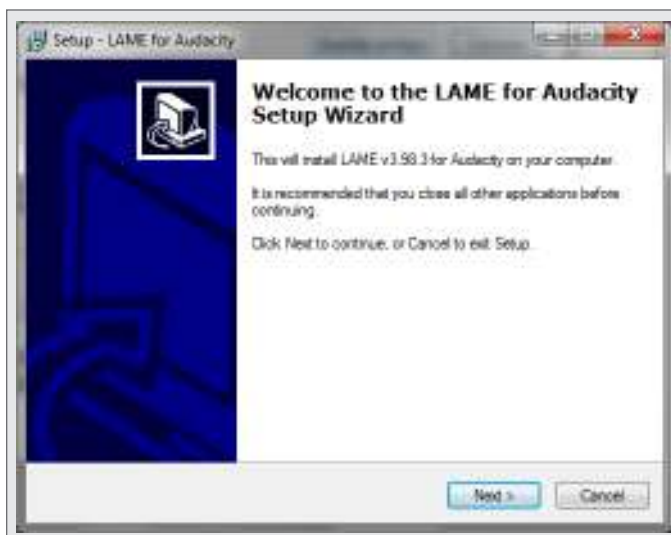 Setup - LAME for Audacity
Welcome to the LAME for Audacity
Setup Wizard
This will install LAME v3.98.3 for Audacity on your computer.
It is recommended that you close all other applications before
continuing.
Click Next to continue, or Cancel to exit Setup.
Next >
Cancel